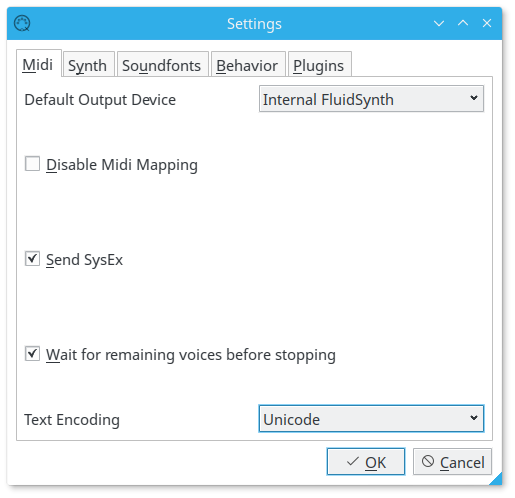 Settings
Midi Synth Soundfonts Behavior Plugins
Default Output Device Internal FluidSynth
Disable Midi Mapping
Send SysEx
Wait for remaining voices before stopping
Text Encoding Unicode
OK Cancel